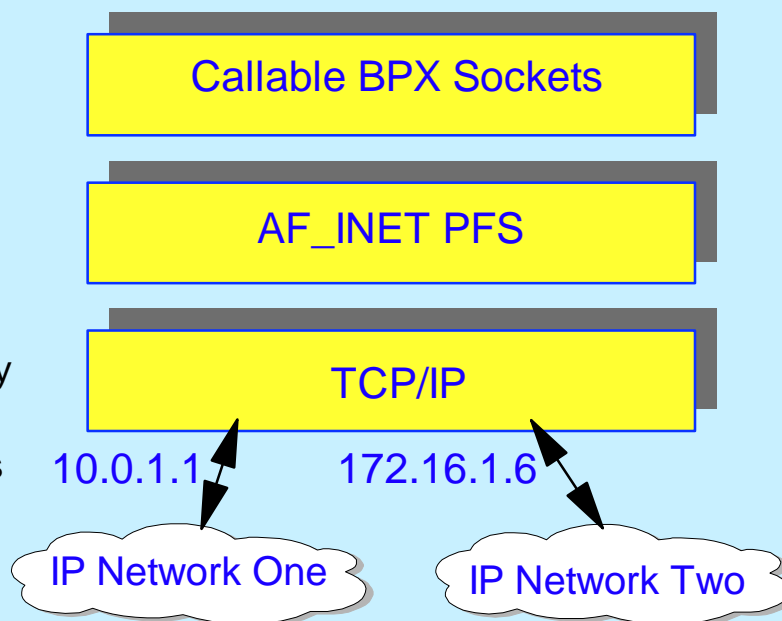 Callable BPX Sockets
AF_INET PFS
TCP/IP
10.0.1.1 172.16.1.6
IP Network One
IP Network Two